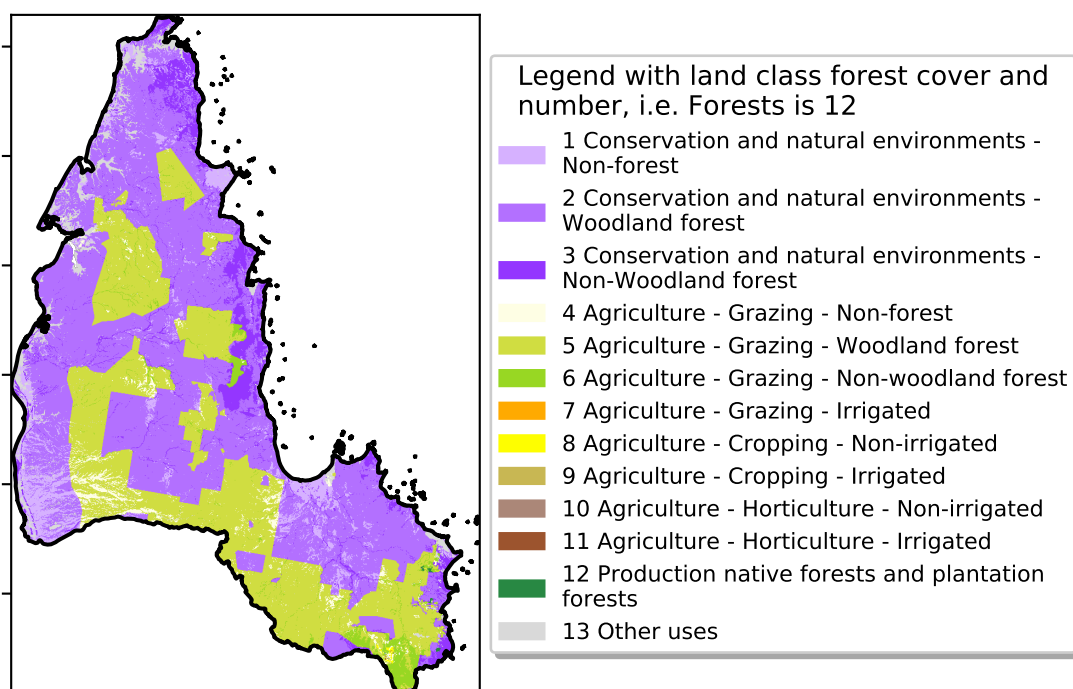 Legend with land class forest cover and
number, i.e. Forests is 12
1 Conservation and natural environments -
Non-forest
2 Conservation and natural environments -
Woodland forest
3 Conservation and natural environments -
Non-Woodland forest
4 Agriculture - Grazing - Non-forest
5 Agriculture - Grazing - Woodland forest
6 Agriculture - Grazing - Non-woodland forest
7 Agriculture - Grazing - Irrigated
8 Agriculture - Cropping - Non-irrigated
9 Agriculture - Cropping - Irrigated
10 Agriculture - Horticulture - Non-irrigated
11 Agriculture - Horticulture - Irrigated
12 Production native forests and plantation
forests
13 Other uses